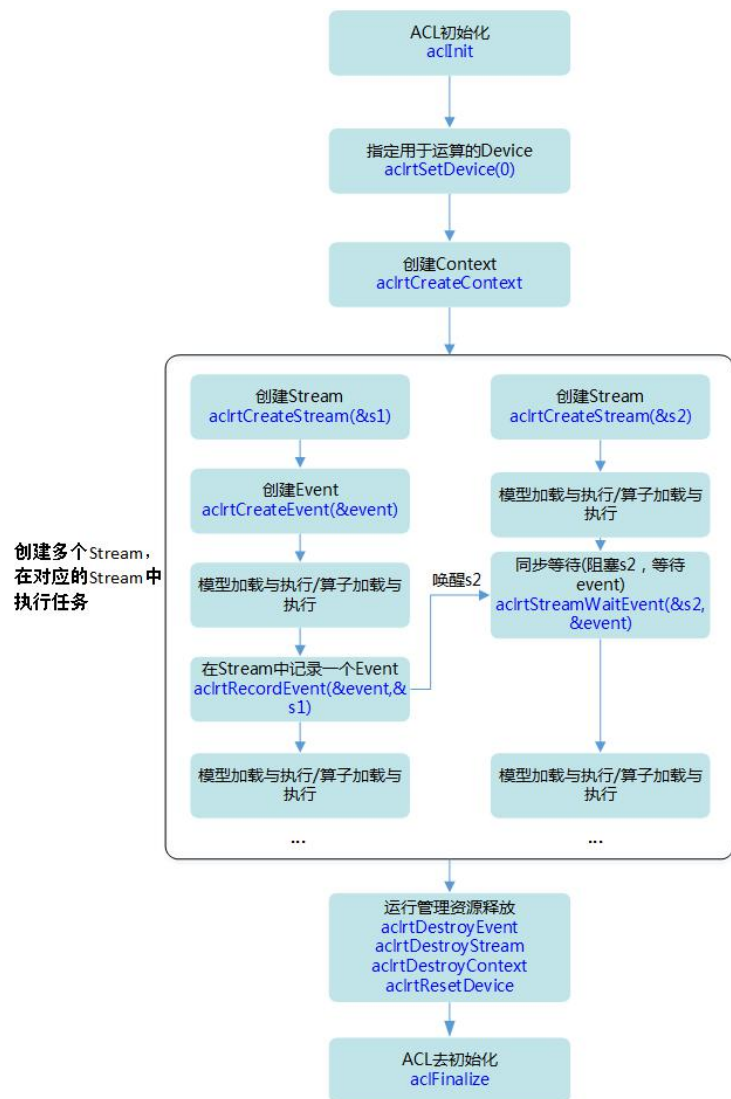 ACL初始化
aclInit
指定用于运算的Device
aclrtSetDevice(0)
创建Context
aclrtCreateContext
创建多个Stream，
在对应的Stream中
执行任务
创建Stream
aclrtCreateStream(&s1)
创建Event
aclrtCreateEvent(&event)
模型加载与执行/算子加载与
执行
在Stream中记录一个Event
aclrtRecordEvent(&event,&
s1)
模型加载与执行/算子加载与
执行
...
唤醒s2
创建Stream
aclrtCreateStream(&s2)
模型加载与执行/算子加载与
执行
同步等待(阻塞s2，等待
event)
aclrtStreamWaitEvent(&s2,
&event)
模型加载与执行/算子加载与
执行
...
运行管理资源释放
aclrtDestroyEvent
aclrtDestroyStream
aclrtDestroyContext
aclrtResetDevice
ACL去初始化
aclFinalize